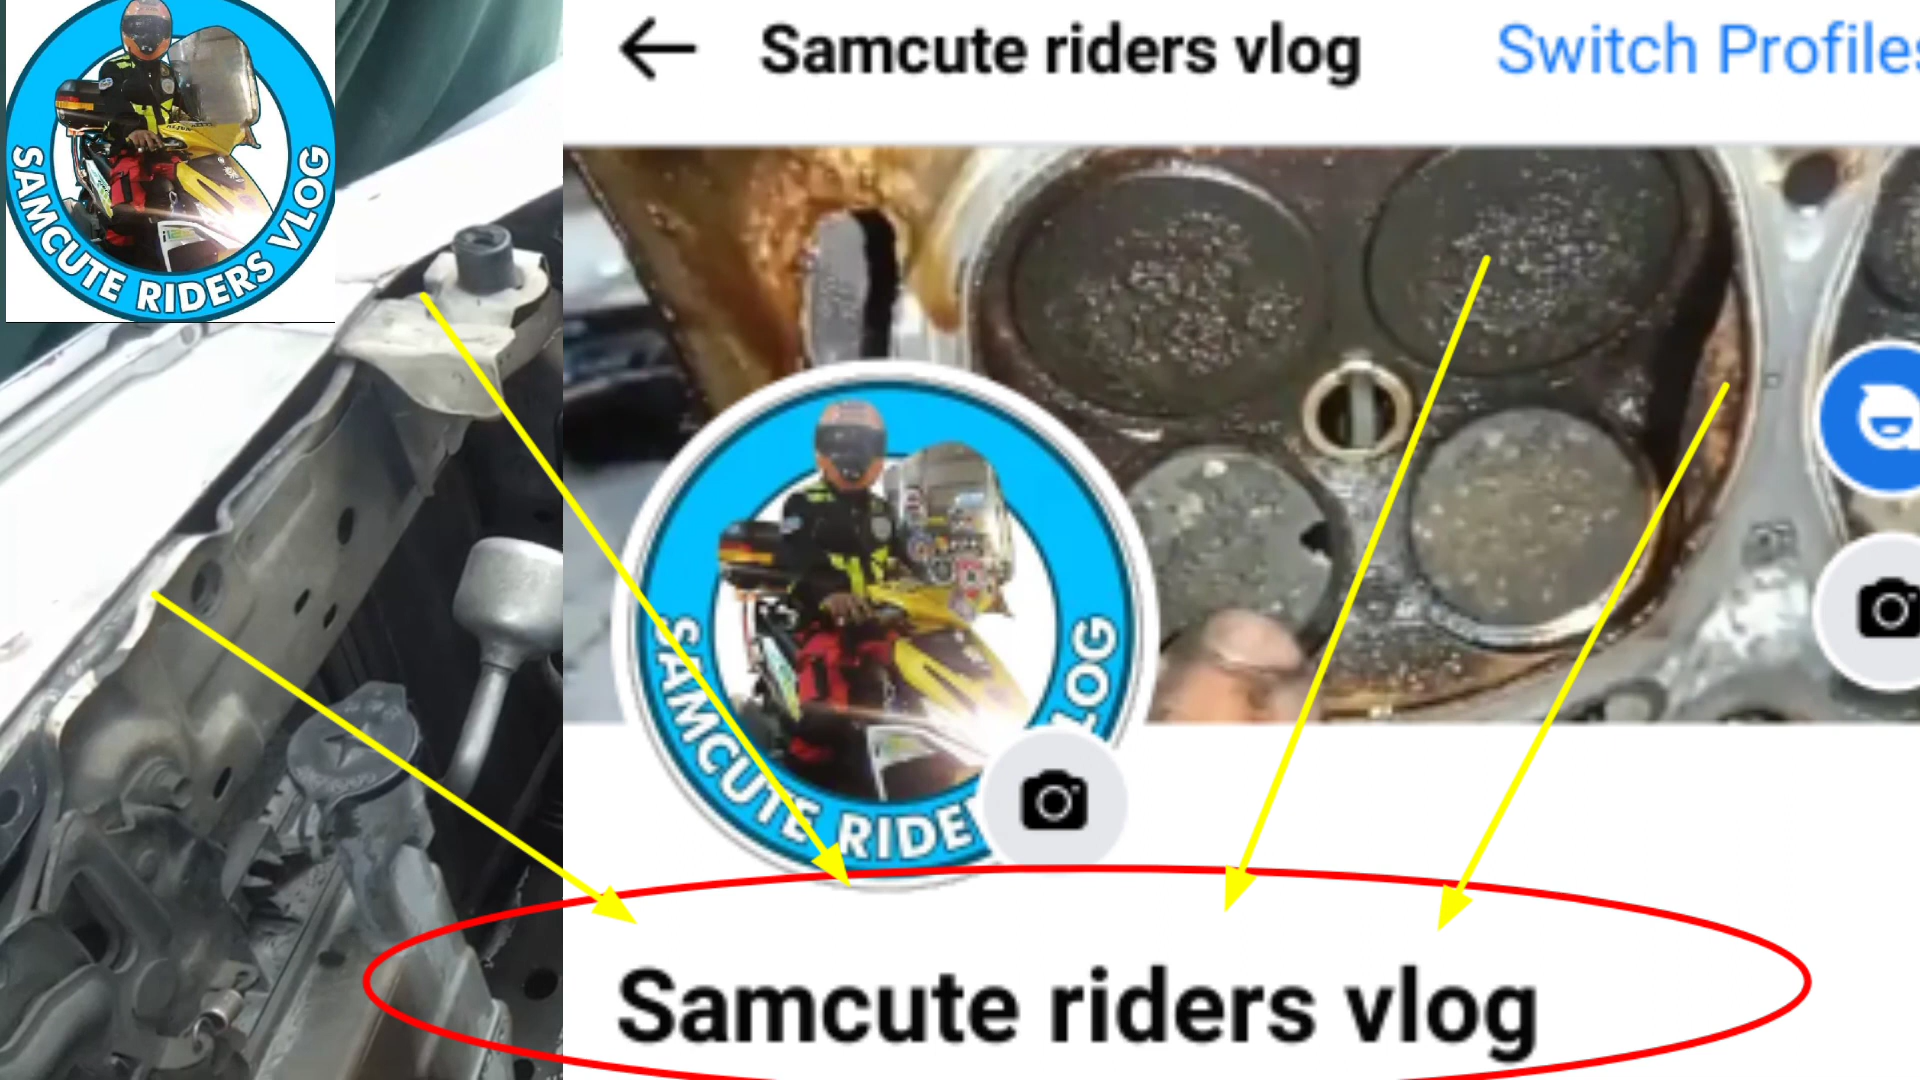 SAMCUTE RIDERS VLOG
Samcute riders vlog
Switch Profiles
SAMCUTE RIDE
LOG
Samcute riders vlog